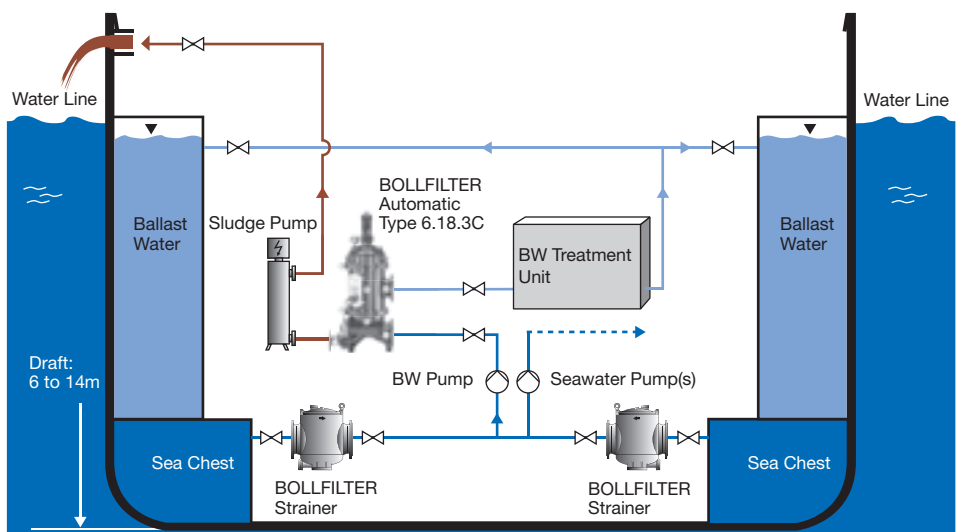 Water Line
Water Line
BOLLFILTER
Automatic
Type 6.18.3C
Sludge Pump
Ballast
Water
BW Treatment
Unit
Ballast
Water
Draft:
6 to 14m
BW Pump
Seawater Pump(s)
Sea Chest
Sea Chest
BOLLFILTER
Strainer
BOLLFILTER
Strainer